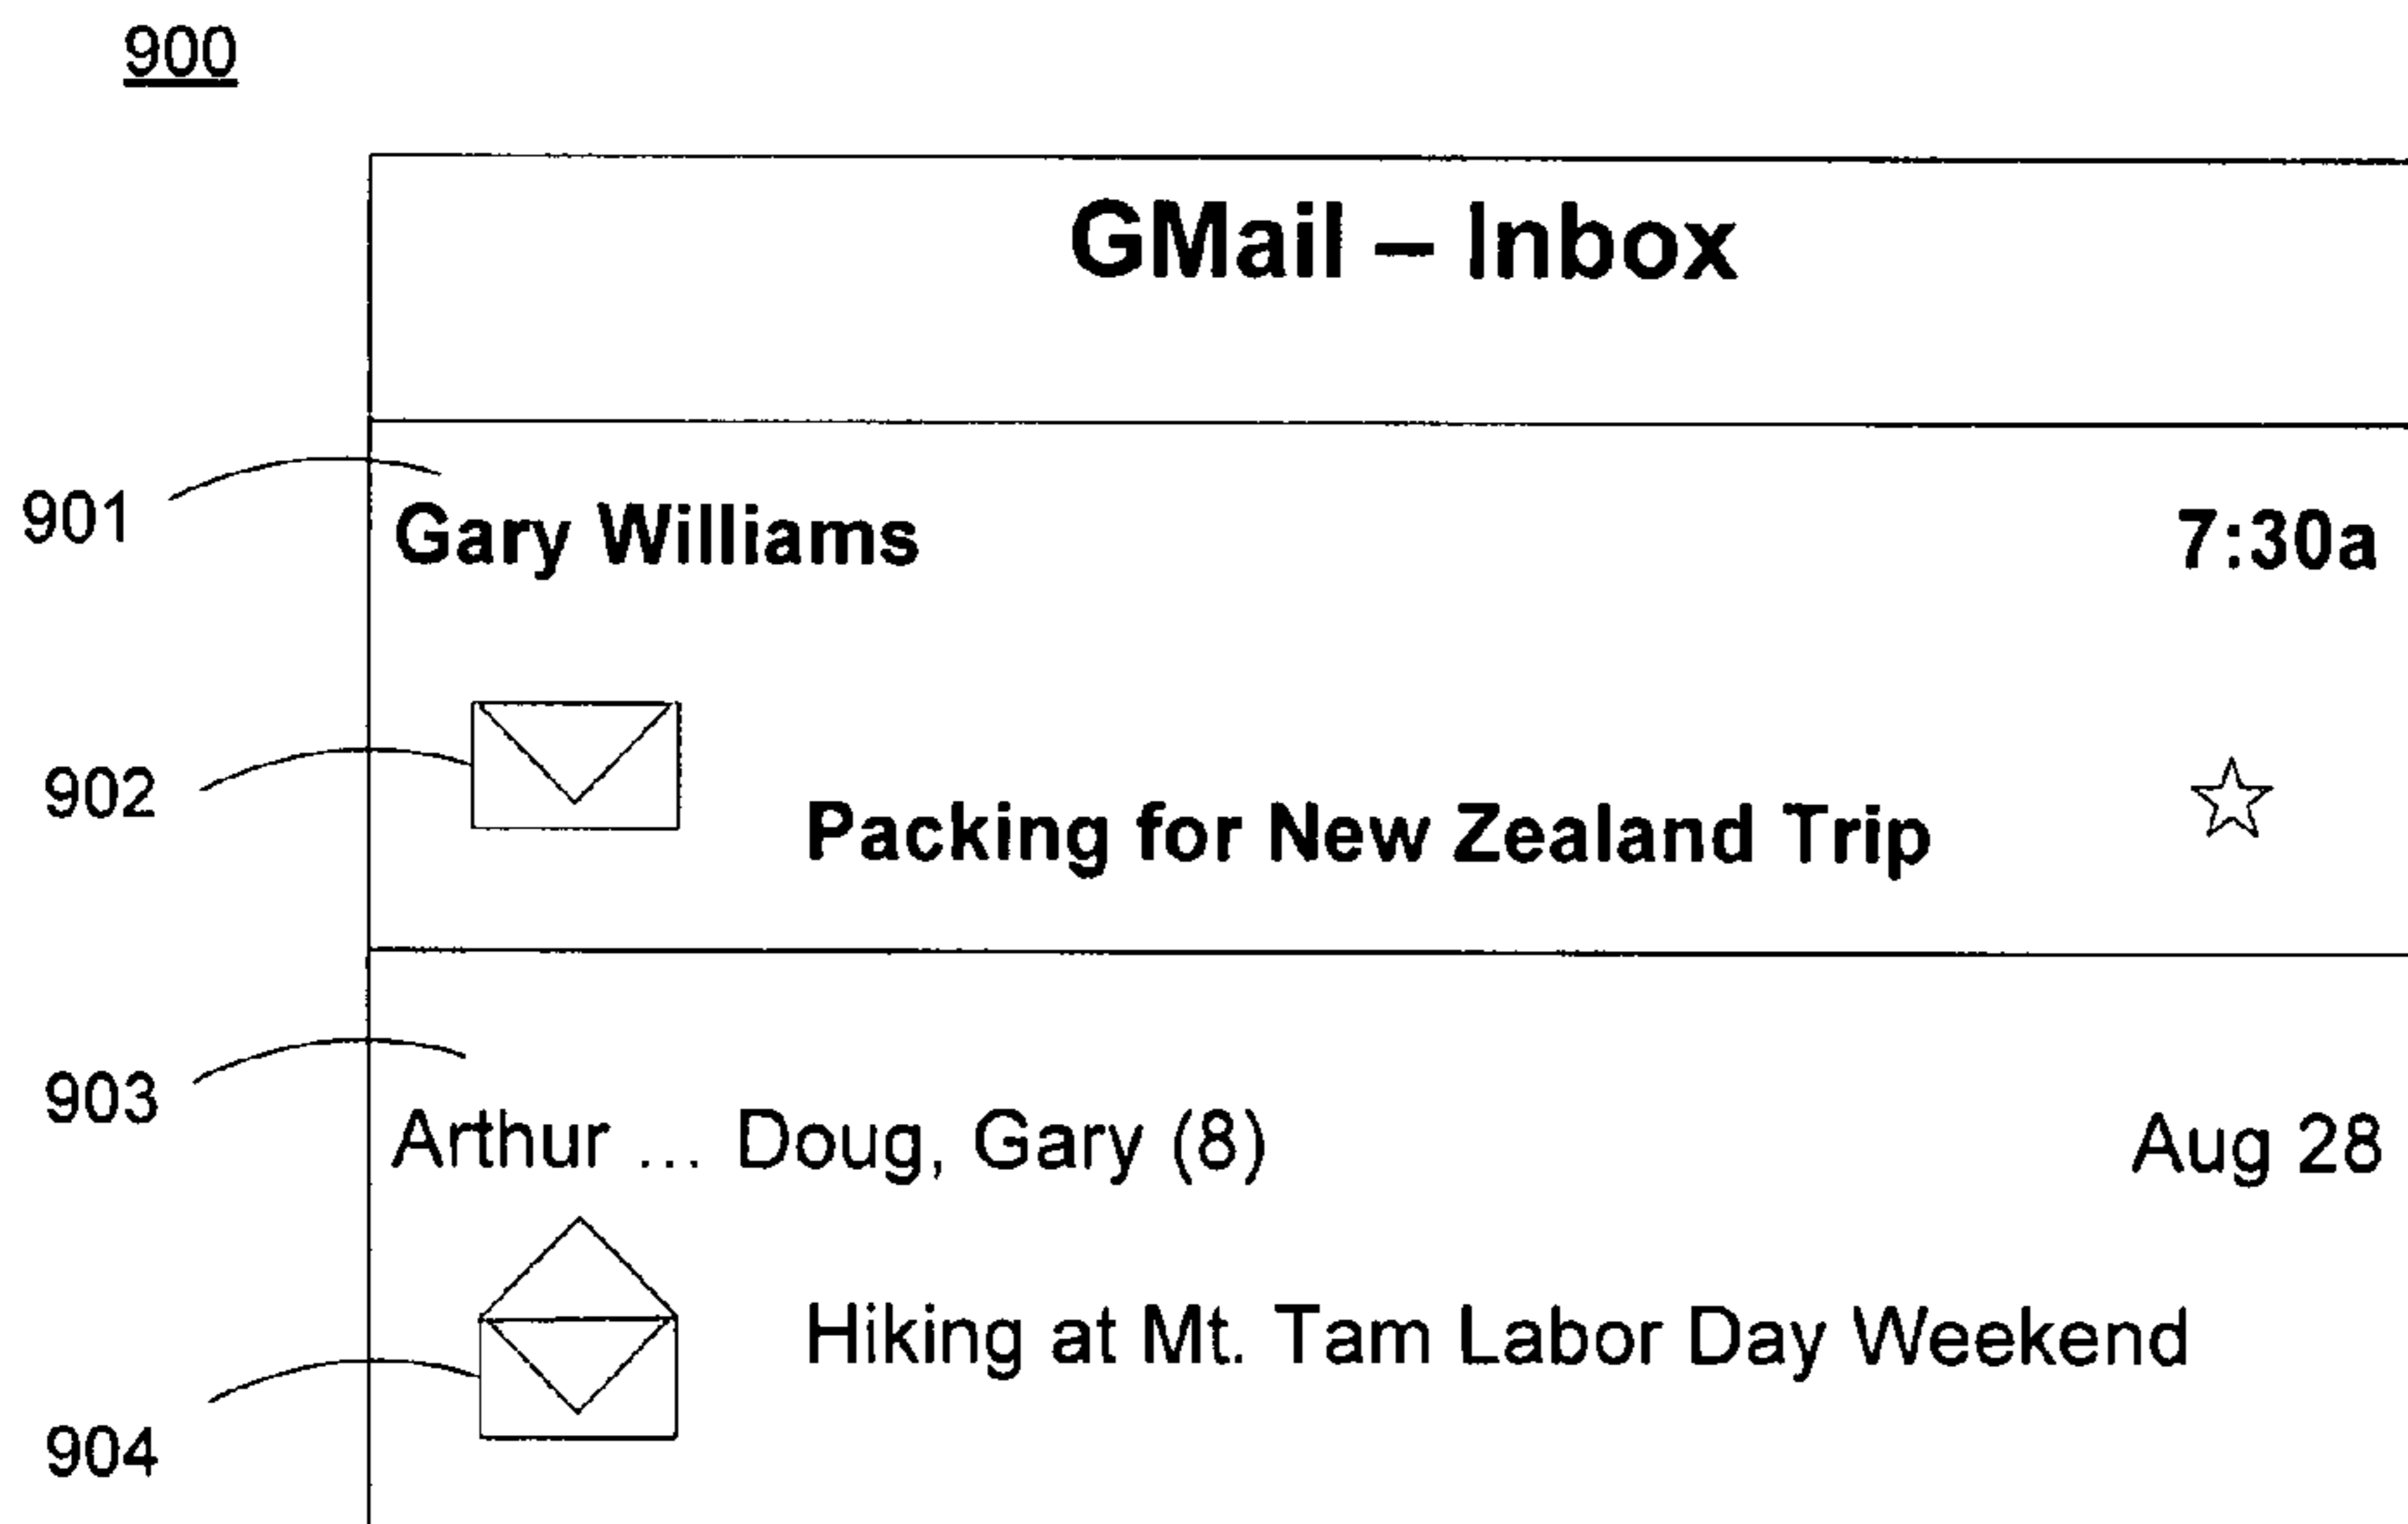 900
GMail – Inbox
901
Gary Williams 7:30a
902
Packing for New Zealand Trip
903
Arthur ... Doug, Gary (8) Aug 28
Hiking at Mt. Tam Labor Day Weekend
904